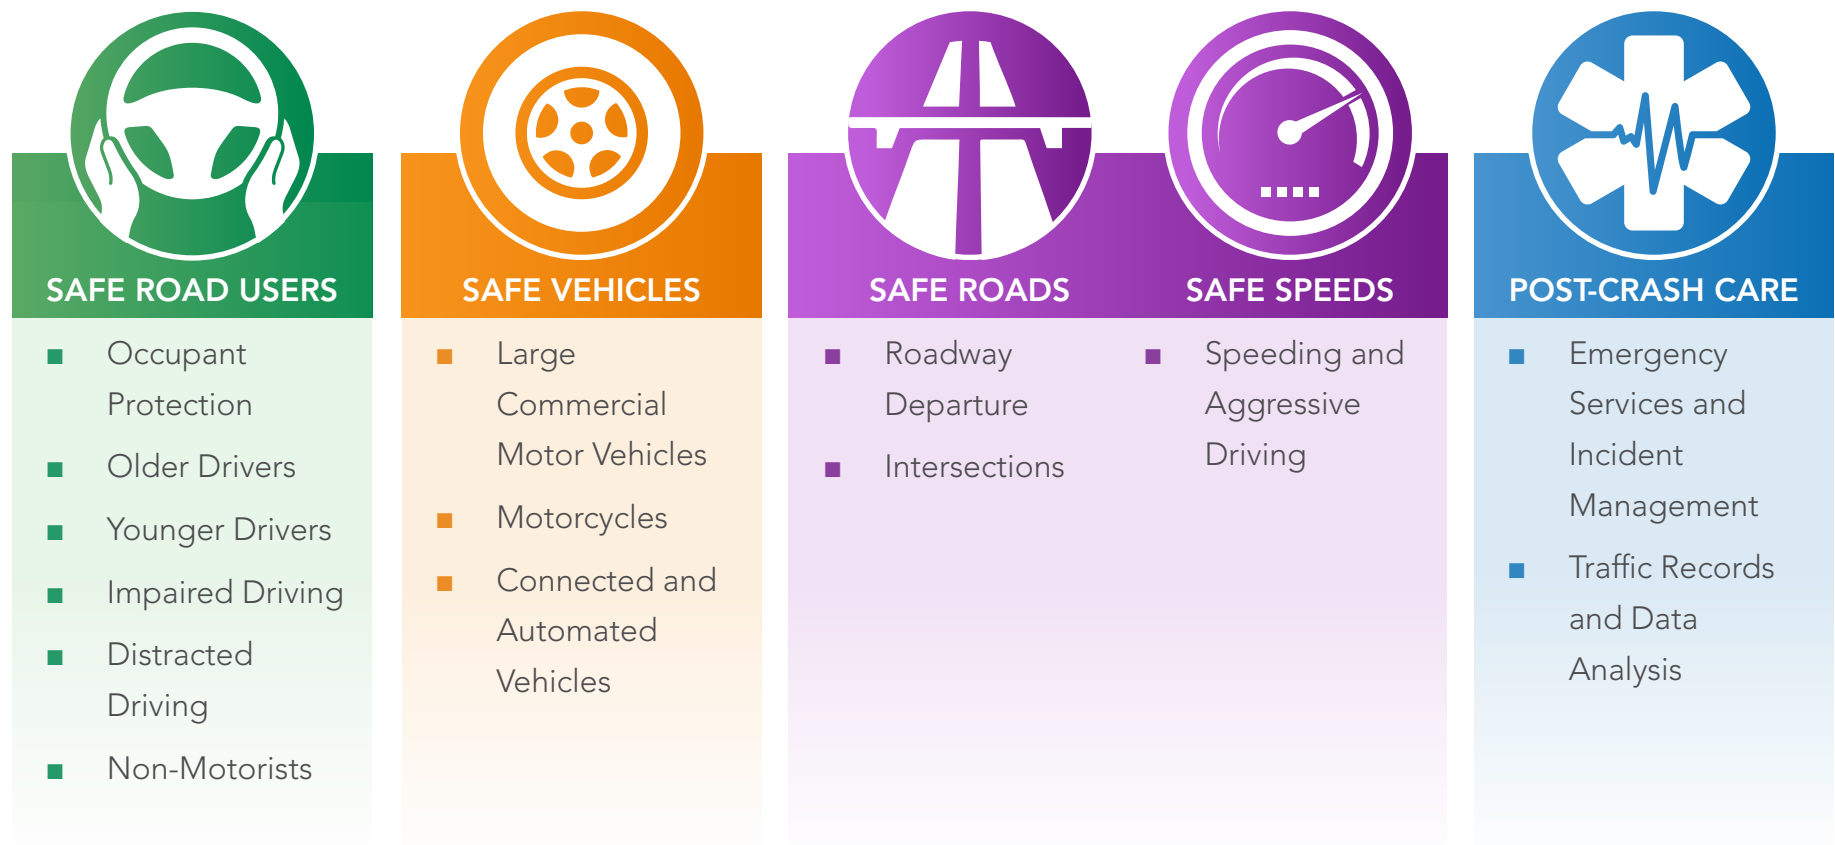 SAFE ROAD USERS
Occupant
Protection
Older Drivers
Younger Drivers
Impaired Driving
Distracted
Driving
Non-Motorists
SAFE VEHICLES
Large
Commercial
Motor Vehicles
Motorcycles
Connected and
Automated
Vehicles
SAFE ROADS
Roadway
Departure
Intersections
SAFE SPEEDS
Speeding and
Aggressive
Driving
POST-CRASH CARE
Emergency
Services and
Incident
Management
Traffic Records
and Data
Analysis